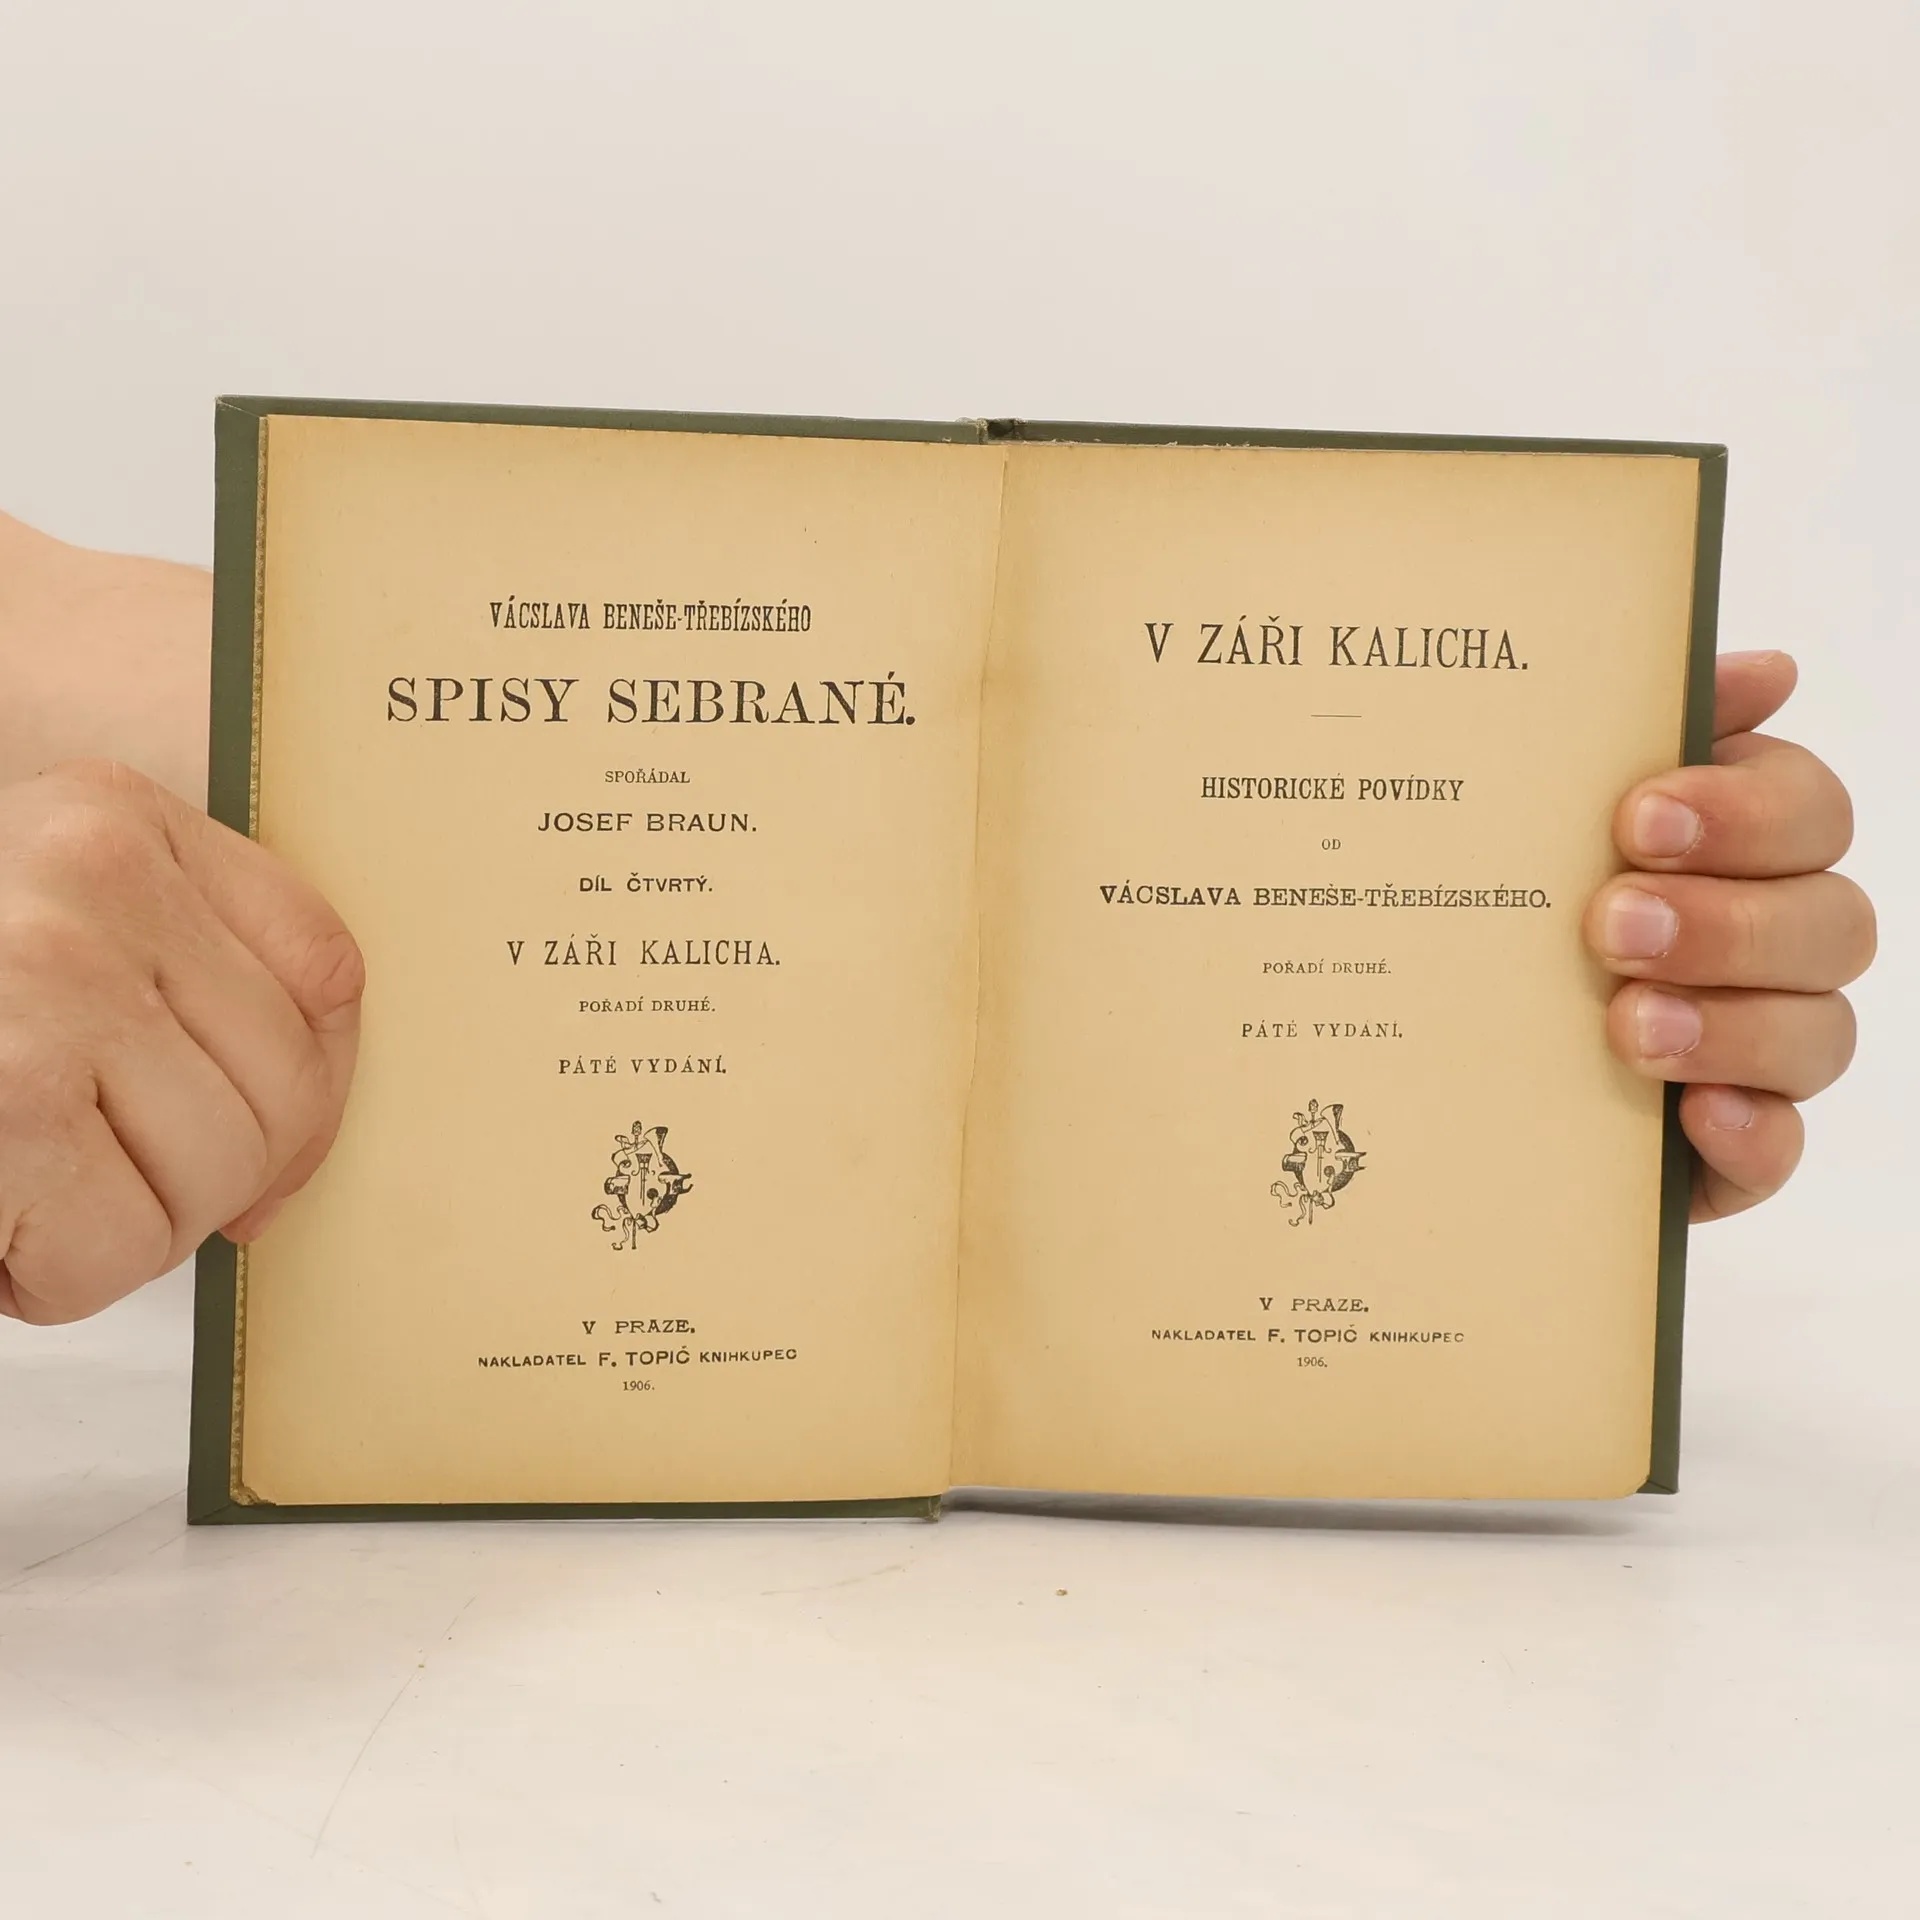 VÁCSLAVA BENEŠE-TŘEBÍZSKÉHO
SPISY SEBRANÉ.
SPOŘÁDAL
JOSEF BRAUN.
DÍL ČTVRTÝ.
V ZÁŘI KALICHA.
POŘADÍ DRUHÉ.
PÁTÉ VYDÁNÍ.
V PRAZE.
NAKLADATEL F. TOPIČ KNIHKUPEC
1906.
V ZÁŘI KALICHA.
HISTORICKÉ POVÍDKY
OD
VÁCSLAVA BENEŠE-TŘEBÍZSKÉHO.
POŘADÍ DRUHÉ.
PÁTÉ VYDÁNÍ.
V PRAZE.
NAKLADATEL F. TOPIČ KNIHKUPEC
1906.